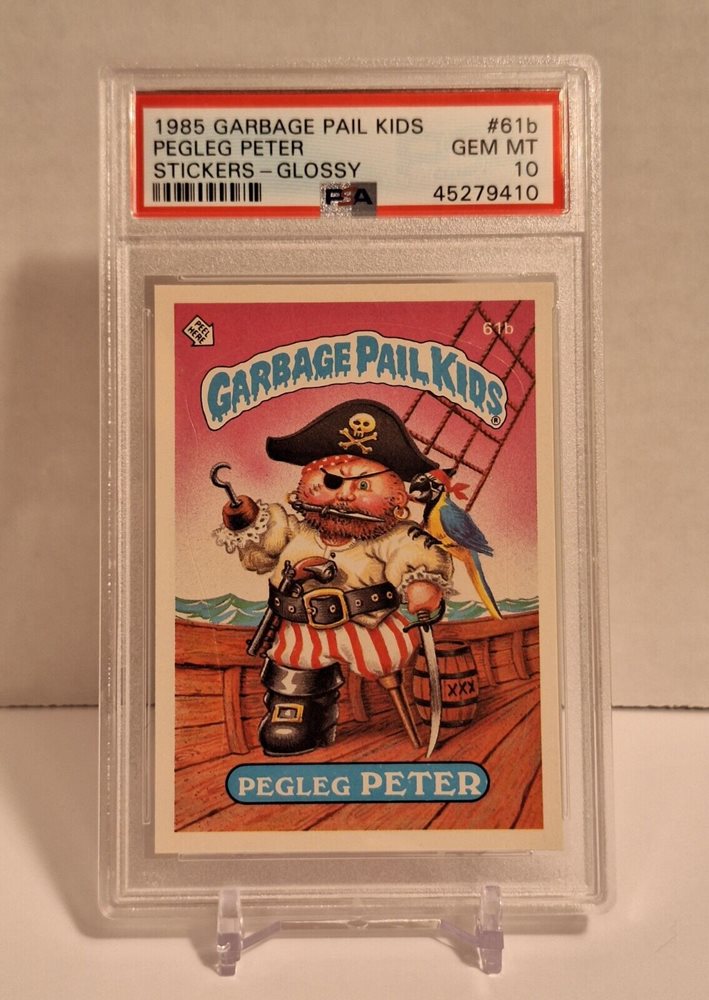 1985 GARBAGE PAIL KIDS #61b
PEGLEG PETER GEM MT
STICKERS – GLOSSY 10
PSA 45279410
PEEL HERE
61b
GARBAGE PAIL KIDS®
XXX
PEGLEG PETER